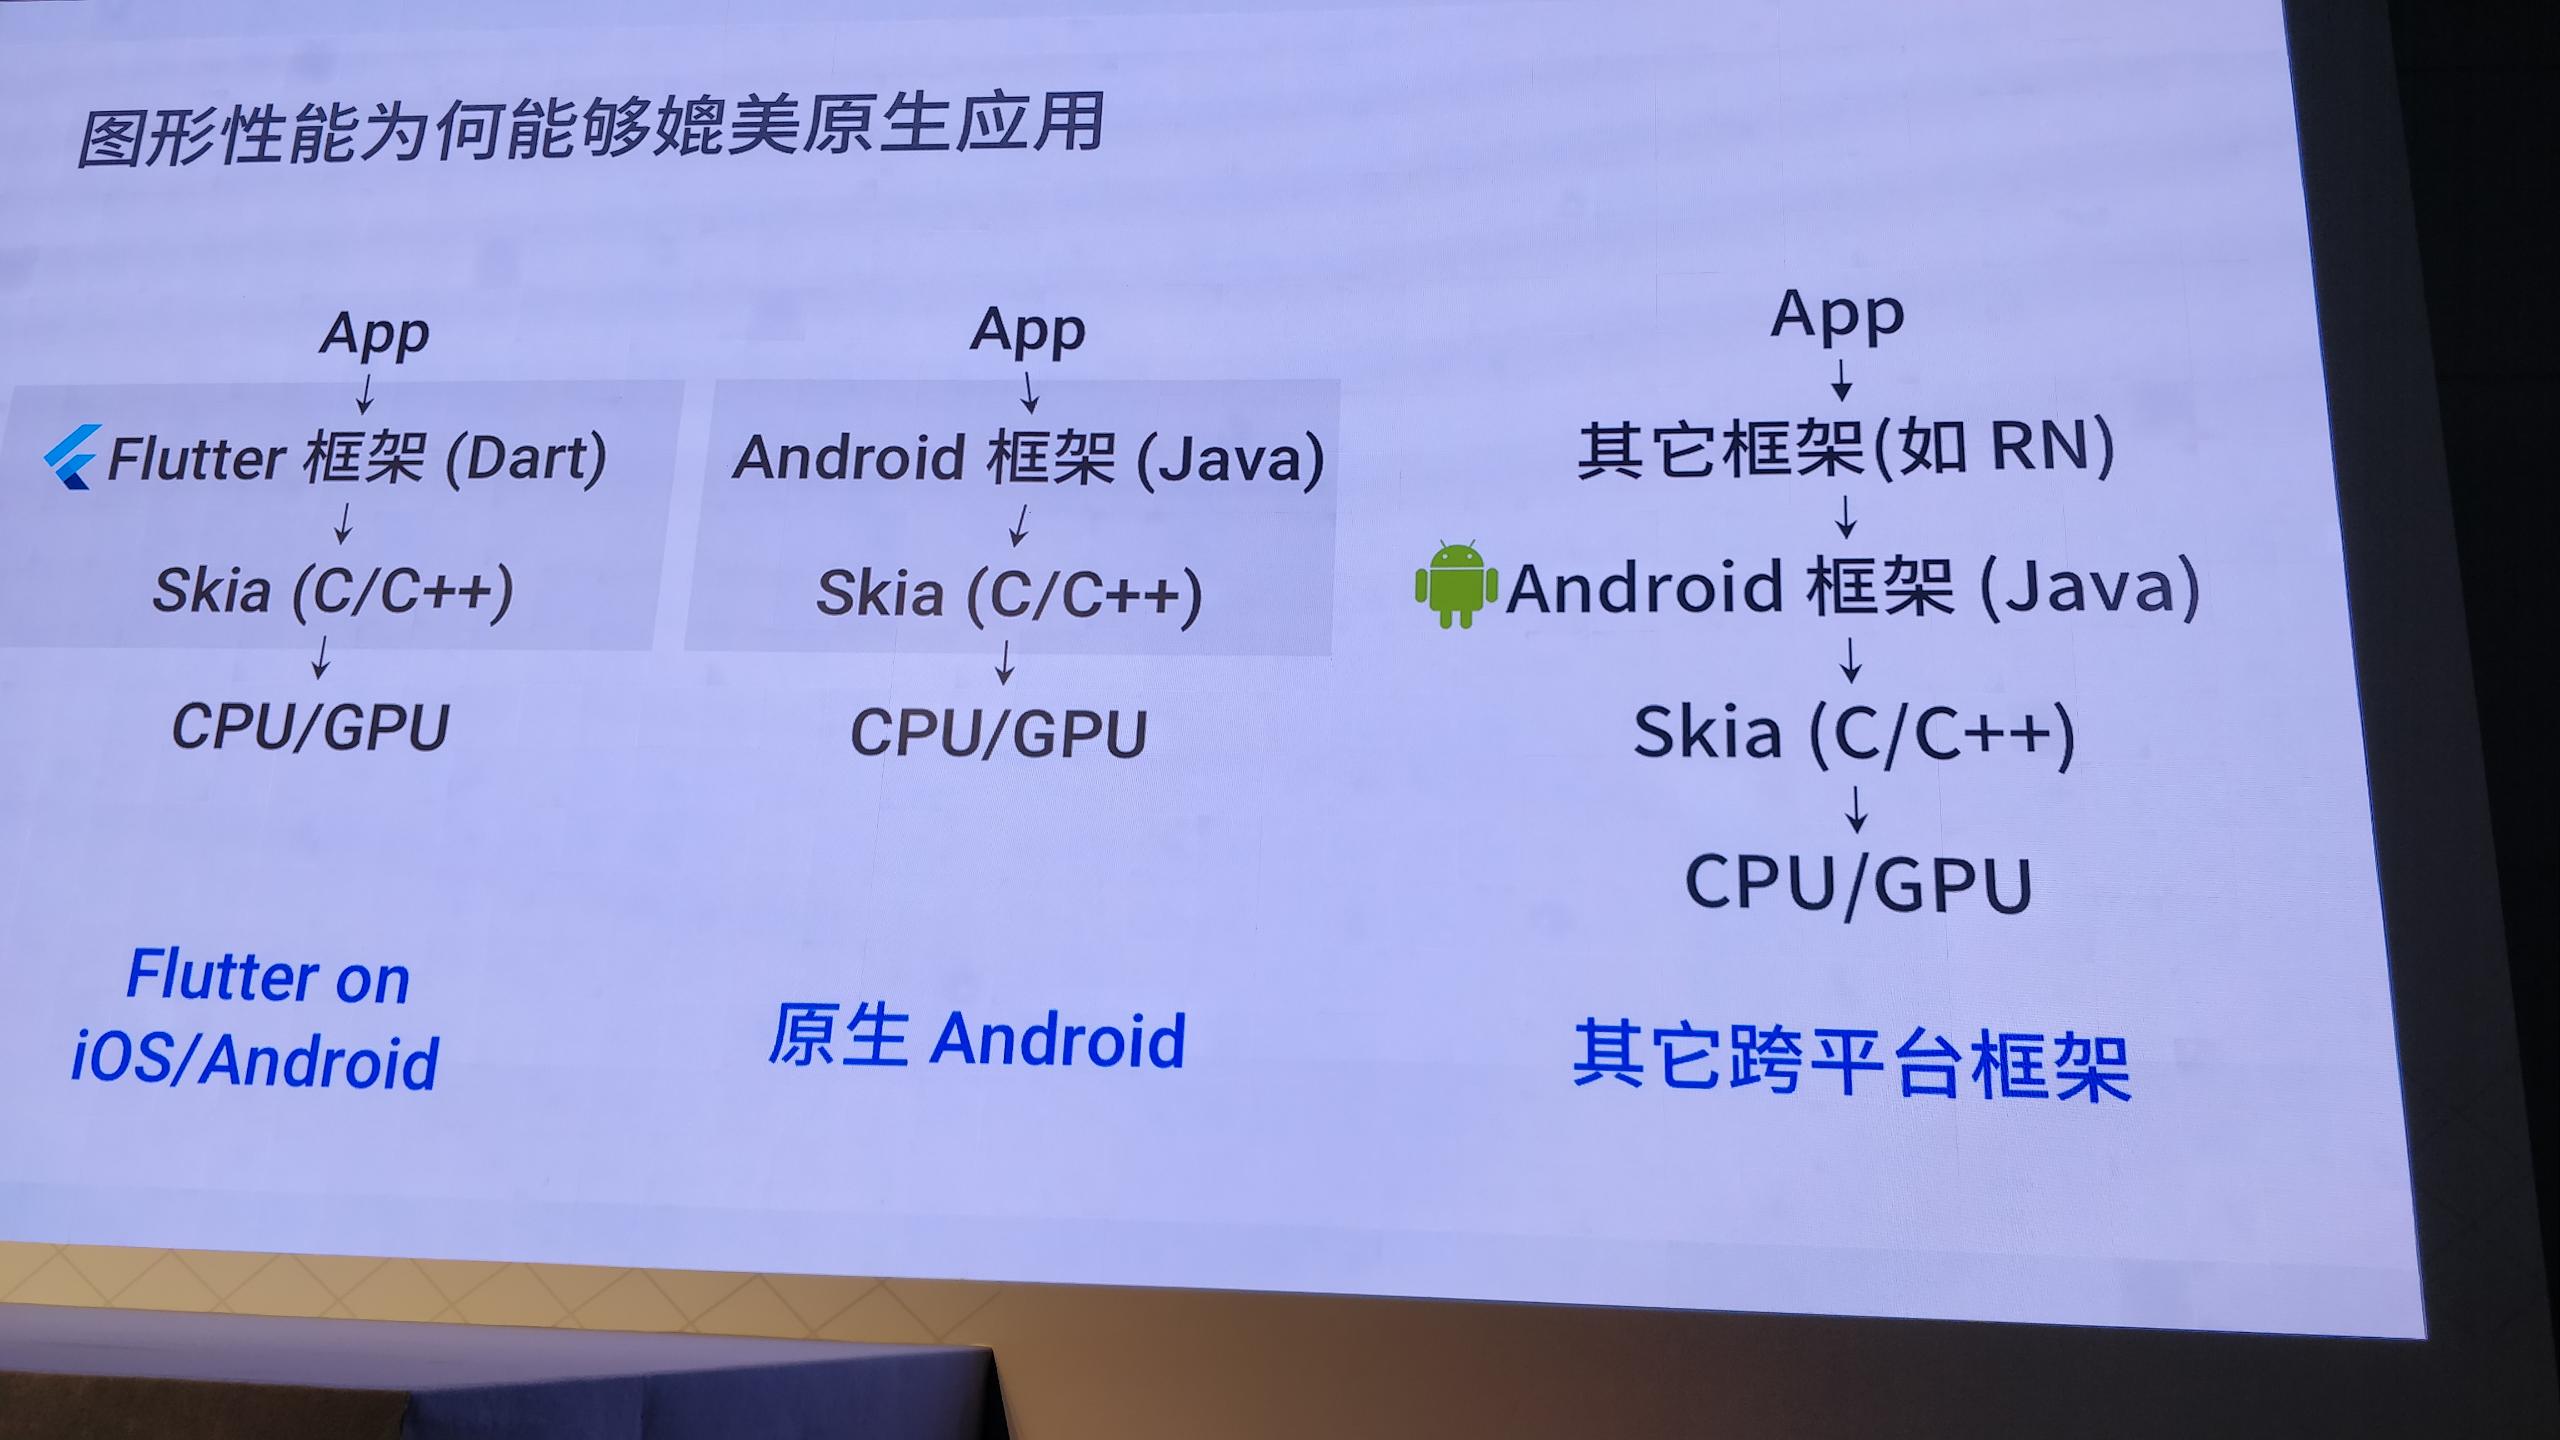 图形性能为何能够媲美原生应用
App
↓
Flutter 框架 (Dart)
↓
Skia (C/C++)
↓
CPU/GPU
Flutter on
iOS/Android
App
↓
Android 框架 (Java)
↓
Skia (C/C++)
↓
CPU/GPU
原生 Android
App
↓
其它框架(如 RN)
↓
Android 框架 (Java)
↓
Skia (C/C++)
↓
CPU/GPU
其它跨平台框架